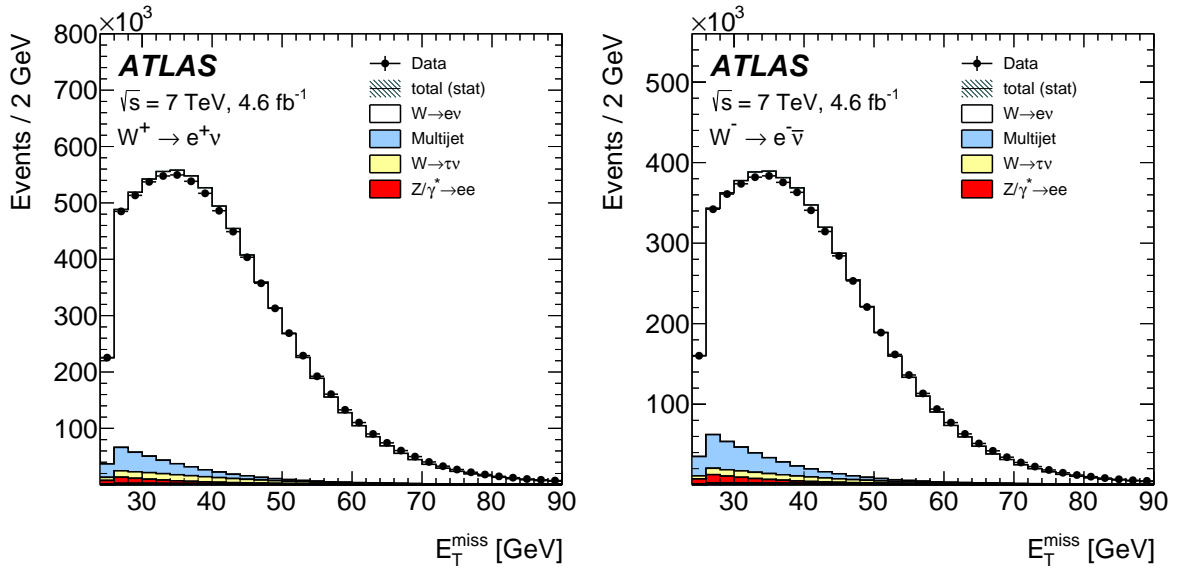 ×10³
Events / 2 GeV
800
700
600
500
400
300
200
100
ATLAS
√s = 7 TeV, 4.6 fb⁻¹
W⁺ → e⁺ν
Data
total (stat)
W→eν
Multijet
W→τν
Z/γ*→ee
30 40 50 60 70 80 90
E_T^miss [GeV]
×10³
Events / 2 GeV
500
400
300
200
100
ATLAS
√s = 7 TeV, 4.6 fb⁻¹
W⁻ → e⁻ν̅
Data
total (stat)
W→eν
Multijet
W→τν
Z/γ*→ee
30 40 50 60 70 80 90
E_T^miss [GeV]